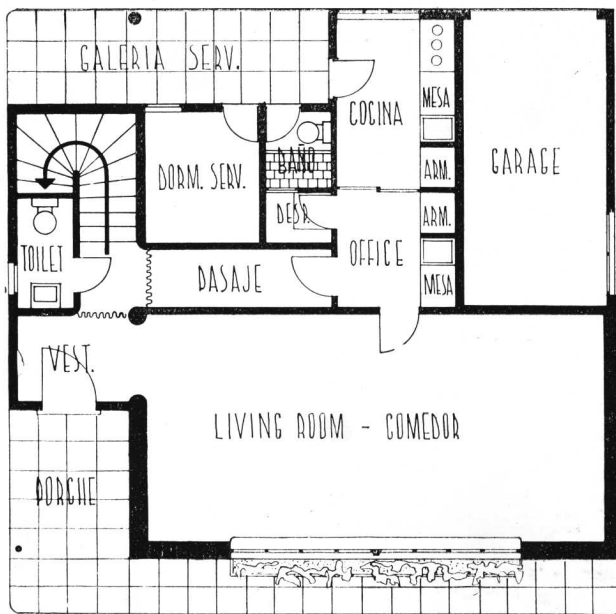 GALERIA SERV.
COCINA
MESA
GARAGE
DORM. SERV.
BAÑO
ARM.
DESP.
ARM.
TOILET
PASAJE
OFFICE
MESA
VEST.
LIVING ROOM - COMEDOR
PORCHE